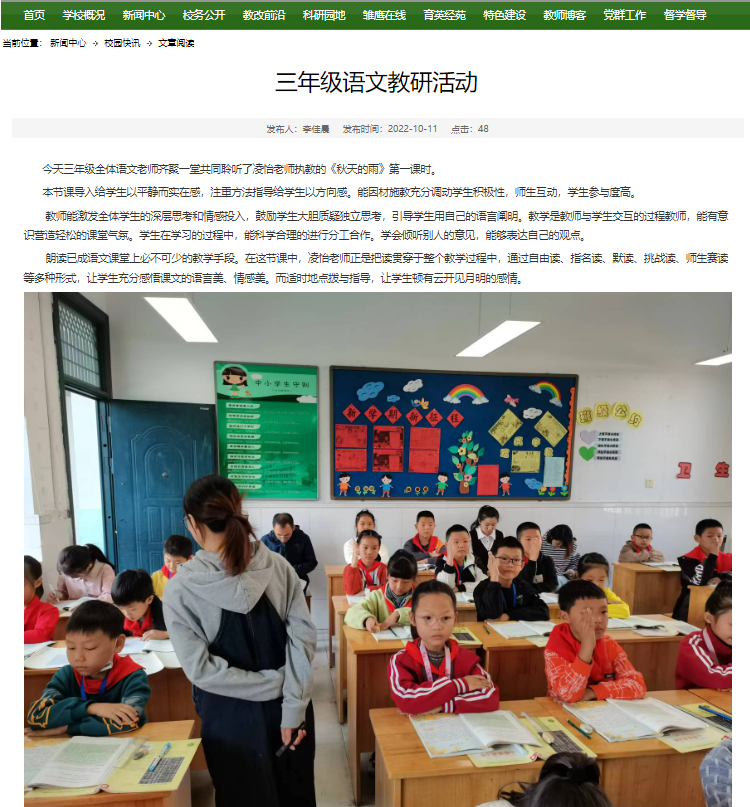 首页 学校概况 新闻中心 校务公开 教改前沿 科研园地 雏鹰在线 育英经苑 特色建设 教师博客 党群工作 督学督导
当前位置： 新闻中心 → 校园快讯 → 文章阅读
三年级语文教研活动
发布人：李佳晨 发布时间：2022-10-11 点击：48
今天三年级全体语文老师齐聚一堂共同聆听了凌怡老师执教的《秋天的雨》第一课时。
本节课导入给学生以平静而实在感，注重方法指导给学生以方向感。能因材施教充分调动学生积极性，师生互动，学生参与度高。
教师能激发全体学生的深层思考和情感投入，鼓励学生大胆质疑独立思考，引导学生用自己的语言阐明。教学是教师与学生交互的过程教师，能有意
识营造轻松的课堂气氛。学生在学习的过程中，能科学合理的进行分工合作。学会倾听别人的意见，能够表达自己的观点。
朗读已成语文课堂上必不可少的教学手段。在这节课中，凌怡老师正是把读贯穿于整个教学过程中，通过自由读、指名读、默读、挑战读、师生赛读
等多种形式，让学生充分感悟课文的语言美、情感美。而适时地点拨与指导，让学生顿有云开见月明的感情。
中小学生守则
新学期新征程
班级公约
卫生